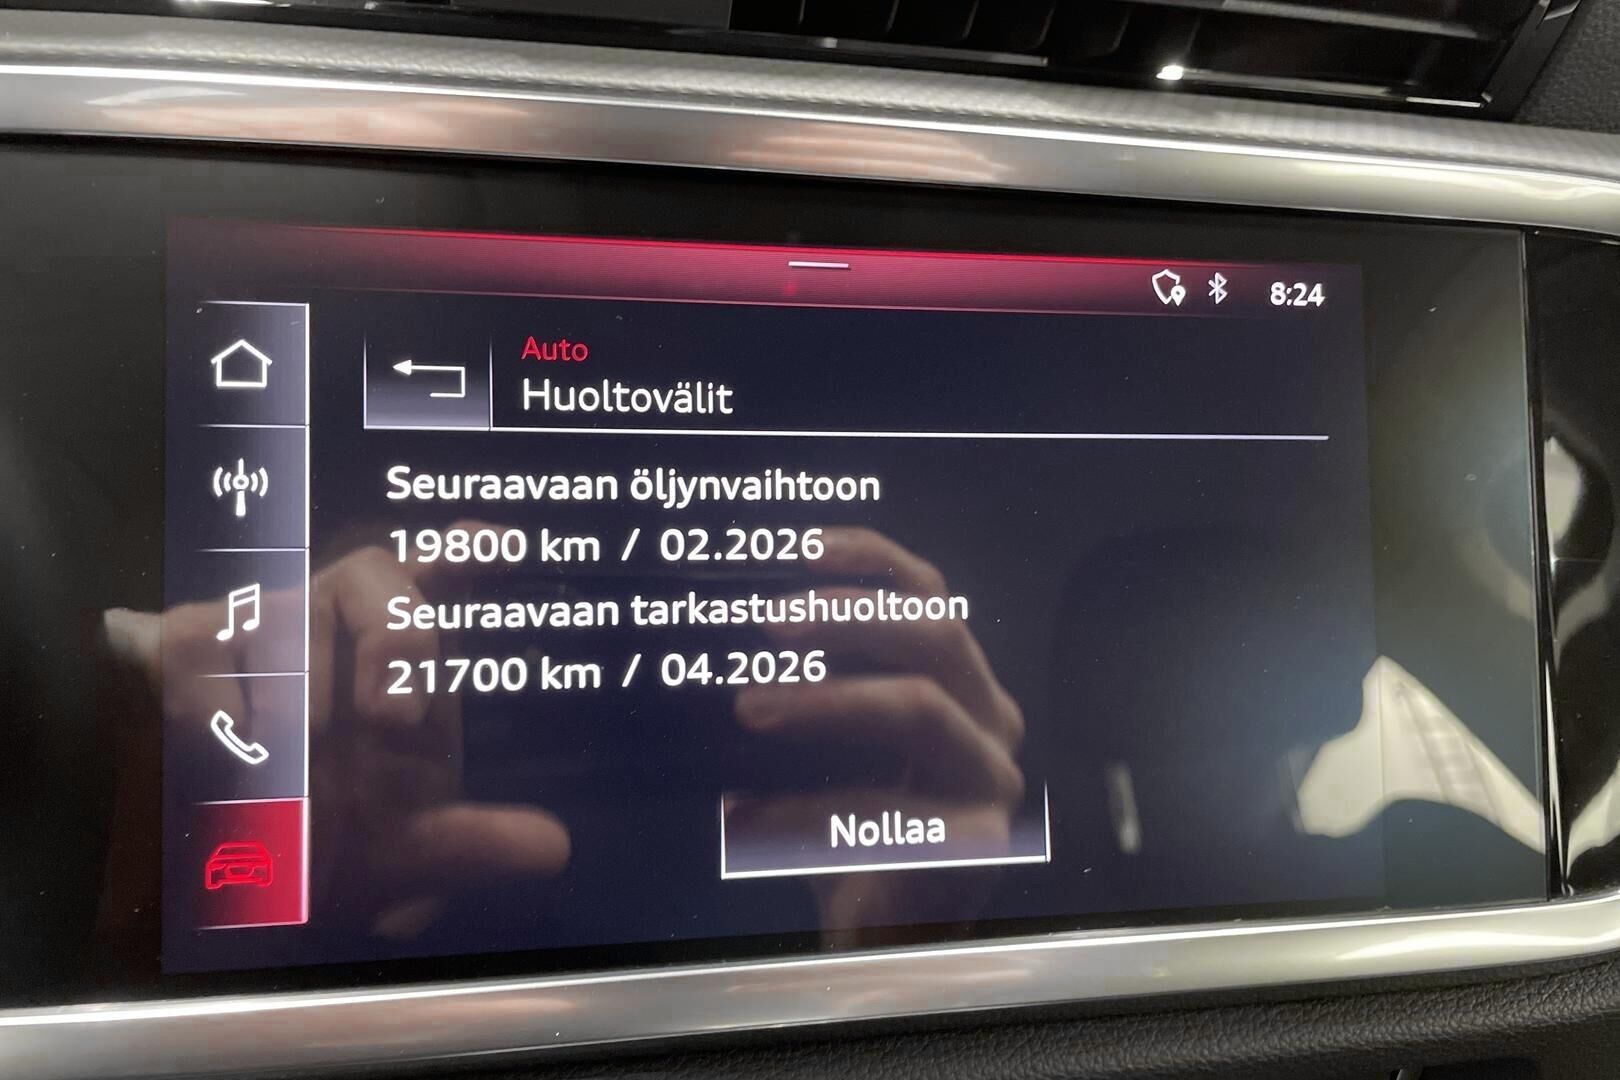 8:24
Auto
Huoltovälit
Seuraavaan öljynvaihtoon
19800 km / 02.2026
Seuraavaan tarkastushuoltoon
21700 km / 04.2026
Nollaa